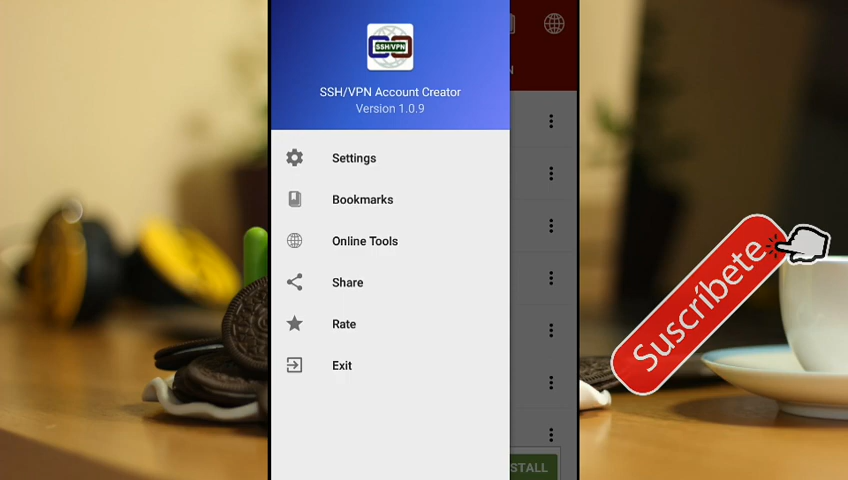 SSH/VPN
SSH/VPN Account Creator
Version 1.0.9
Settings
Bookmarks
Online Tools
Share
Rate
Exit
N
STALL
Suscríbete